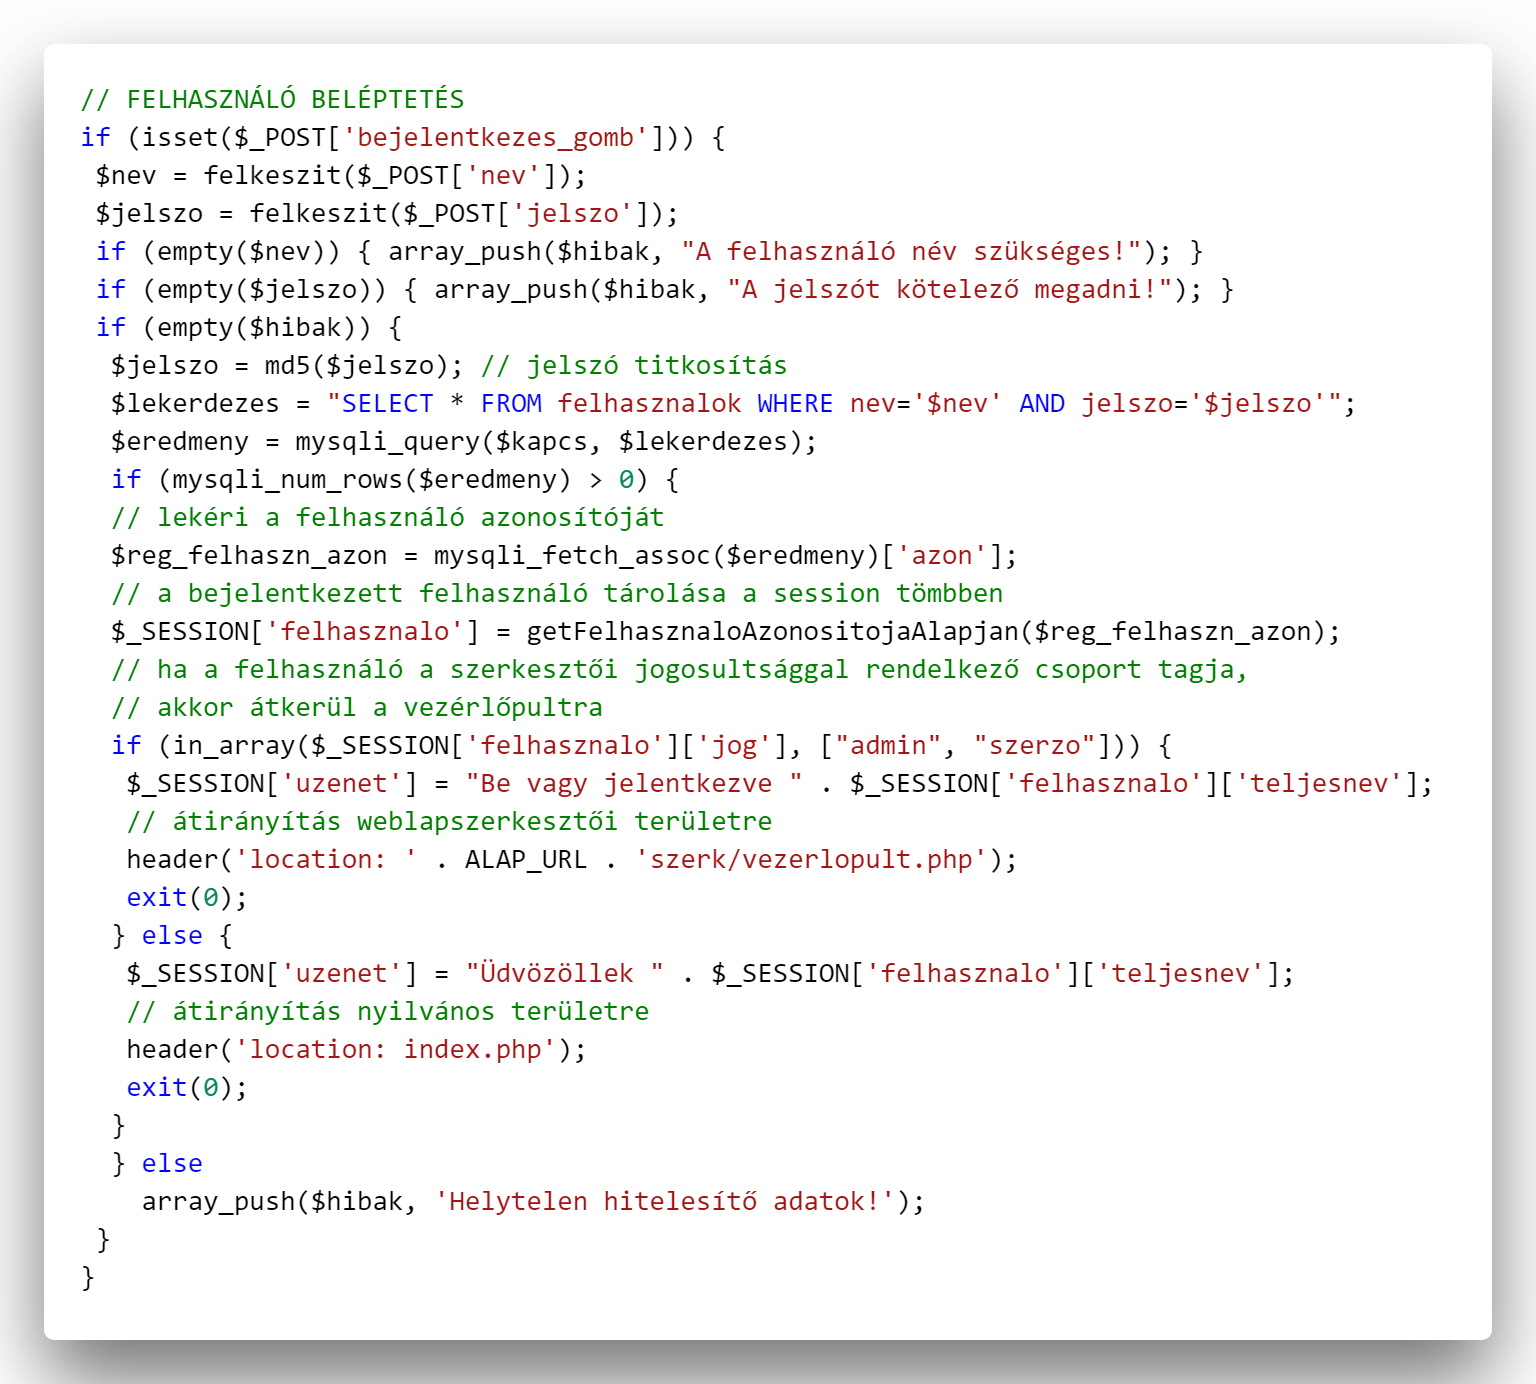 // FELHASZNÁLÓ BELÉPTETÉS
if (isset($_POST['bejelentkezes_gomb'])) {
 $nev = felkeszit($_POST['nev']);
 $jelszo = felkeszit($_POST['jelszo']);
 if (empty($nev)) { array_push($hibak, "A felhasználó név szükséges!"); }
 if (empty($jelszo)) { array_push($hibak, "A jelszót kötelező megadni!"); }
 if (empty($hibak)) {
  $jelszo = md5($jelszo); // jelszó titkosítás
  $lekerdezes = "SELECT * FROM felhasznalok WHERE nev='$nev' AND jelszo='$jelszo'";
  $eredmeny = mysqli_query($kapcs, $lekerdezes);
  if (mysqli_num_rows($eredmeny) > 0) {
  // lekéri a felhasználó azonosítóját
  $reg_felhaszn_azon = mysqli_fetch_assoc($eredmeny)['azon'];
  // a bejelentkezett felhasználó tárolása a session tömbben
  $_SESSION['felhasznalo'] = getFelhasznaloAzonositojaAlapjan($reg_felhaszn_azon);
  // ha a felhasználó a szerkesztői jogosultsággal rendelkező csoport tagja,
  // akkor átkerül a vezérlőpultra
  if (in_array($_SESSION['felhasznalo']['jog'], ["admin", "szerzo"])) {
   $_SESSION['uzenet'] = "Be vagy jelentkezve " . $_SESSION['felhasznalo']['teljesnev'];
   // átirányítás weblapszerkesztői területre
   header('location: ' . ALAP_URL . 'szerk/vezerlopult.php');
   exit(0);
  } else {
   $_SESSION['uzenet'] = "Üdvözöllek " . $_SESSION['felhasznalo']['teljesnev'];
   // átirányítás nyilvános területre
   header('location: index.php');
   exit(0);
  }
  } else
    array_push($hibak, 'Helytelen hitelesítő adatok!');
 }
}